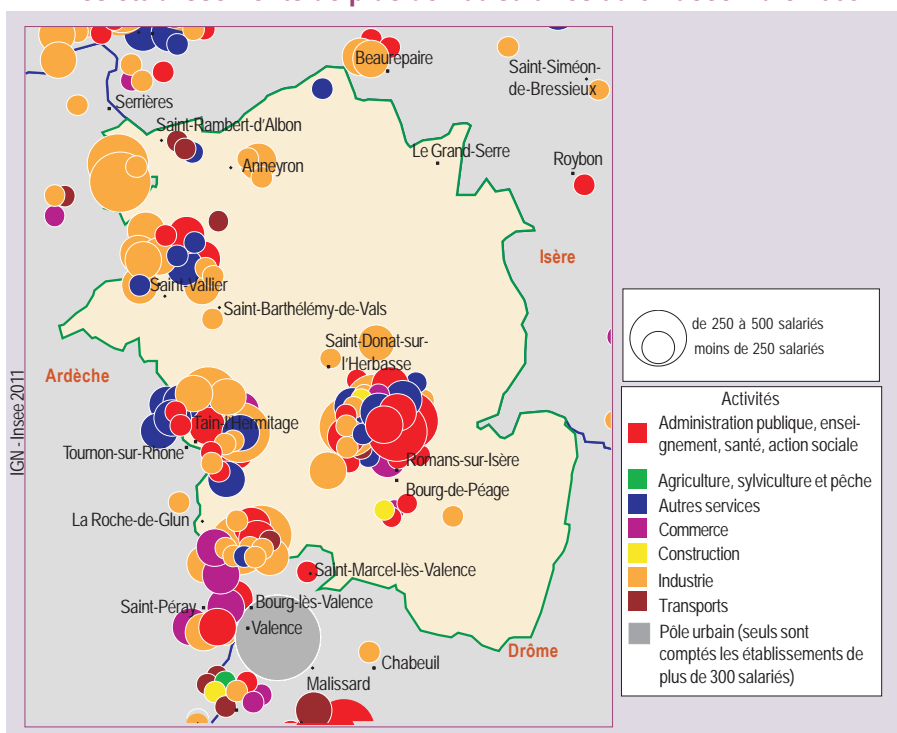 Beaurepaire
Saint-Siméon-
de-Bressieux
Serrières
Saint-Rambert-d'Albon
Le Grand-Serre
Roybon
Anneyron
Isère
Saint-Vallier
Saint-Barthélémy-de-Vals
Saint-Donat-sur-
l'Herbasse
Ardèche
Tain-l'Hermitage
Tournon-sur-Rhône
Romans-sur-Isère
Bourg-de-Péage
La Roche-de-Glun
Saint-Marcel-lès-Valence
Saint-Péray
Bourg-lès-Valence
Valence
Drôme
Chabeuil
Malissard
IGN - Insee 2011
de 250 à 500 salariés
moins de 250 salariés
Activités
Administration publique, ensei-
gnement, santé, action sociale
Agriculture, sylviculture et pêche
Autres services
Commerce
Construction
Industrie
Transports
Pôle urbain (seuls sont
comptés les établissements de
plus de 300 salariés)